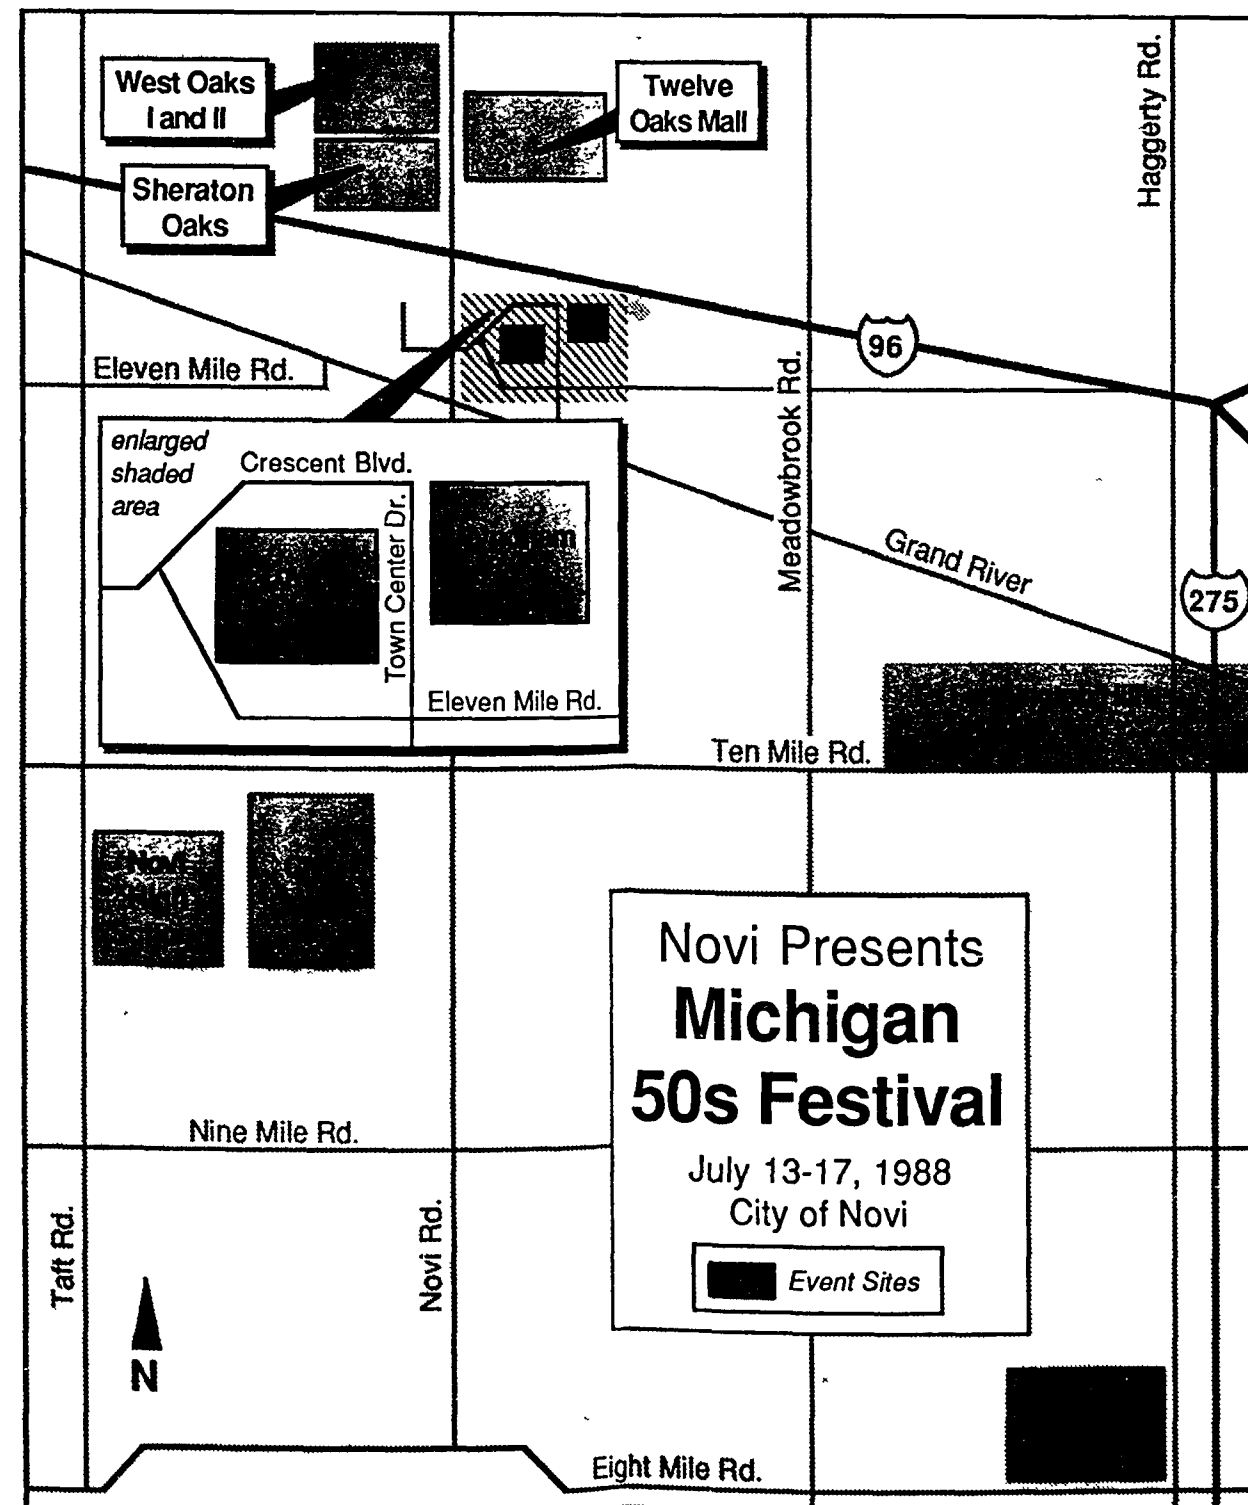 West Oaks
I and II
Twelve
Oaks Mall
Haggerty Rd.
Sheraton
Oaks
96
Eleven Mile Rd.
Meadowbrook Rd.
enlarged
shaded
area
Crescent Blvd.
Town Center Dr.
Eleven Mile Rd.
Grand River
275
Ten Mile Rd.
Novi
High
Novi Presents
Michigan
50s Festival
July 13-17, 1988
City of Novi
Event Sites
Nine Mile Rd.
Taft Rd.
Novi Rd.
N
Eight Mile Rd.